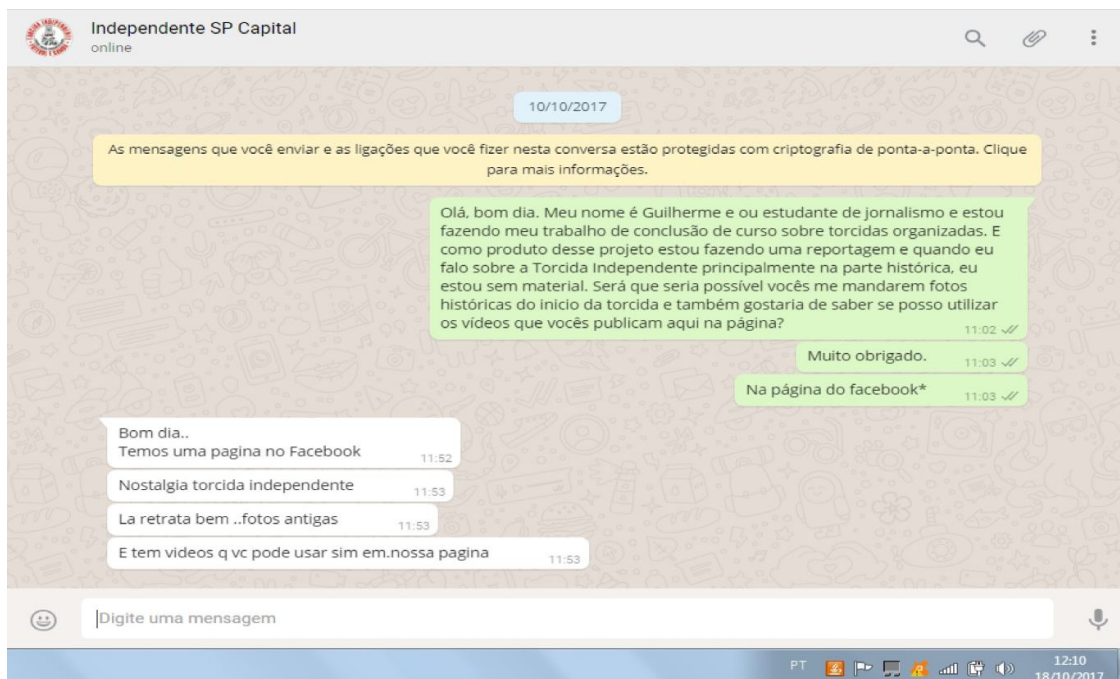 Independente SP Capital
online
10/10/2017
As mensagens que você enviar e as ligações que você fizer nesta conversa estão protegidas com criptografia de ponta-a-ponta. Clique
para mais informações.
Olá, bom dia. Meu nome é Guilherme e ou estudante de jornalismo e estou
fazendo meu trabalho de conclusão de curso sobre torcidas organizadas. E
como produto desse projeto estou fazendo uma reportagem e quando eu
falo sobre a Torcida Independente principalmente na parte histórica, eu
estou sem material. Será que seria possível vocês me mandarem fotos
históricas do inicio da torcida e também gostaria de saber se posso utilizar
os vídeos que vocês publicam aqui na página?
11:02
Muito obrigado.
11:03
Na página do facebook*
11:03
Bom dia..
Temos uma pagina no Facebook
11:52
Nostalgia torcida independente
11:53
La retrata bem ..fotos antigas
11:53
E tem videos q vc pode usar sim em.nossa pagina
11:53
Digite uma mensagem
PT
12:10
18/10/2017